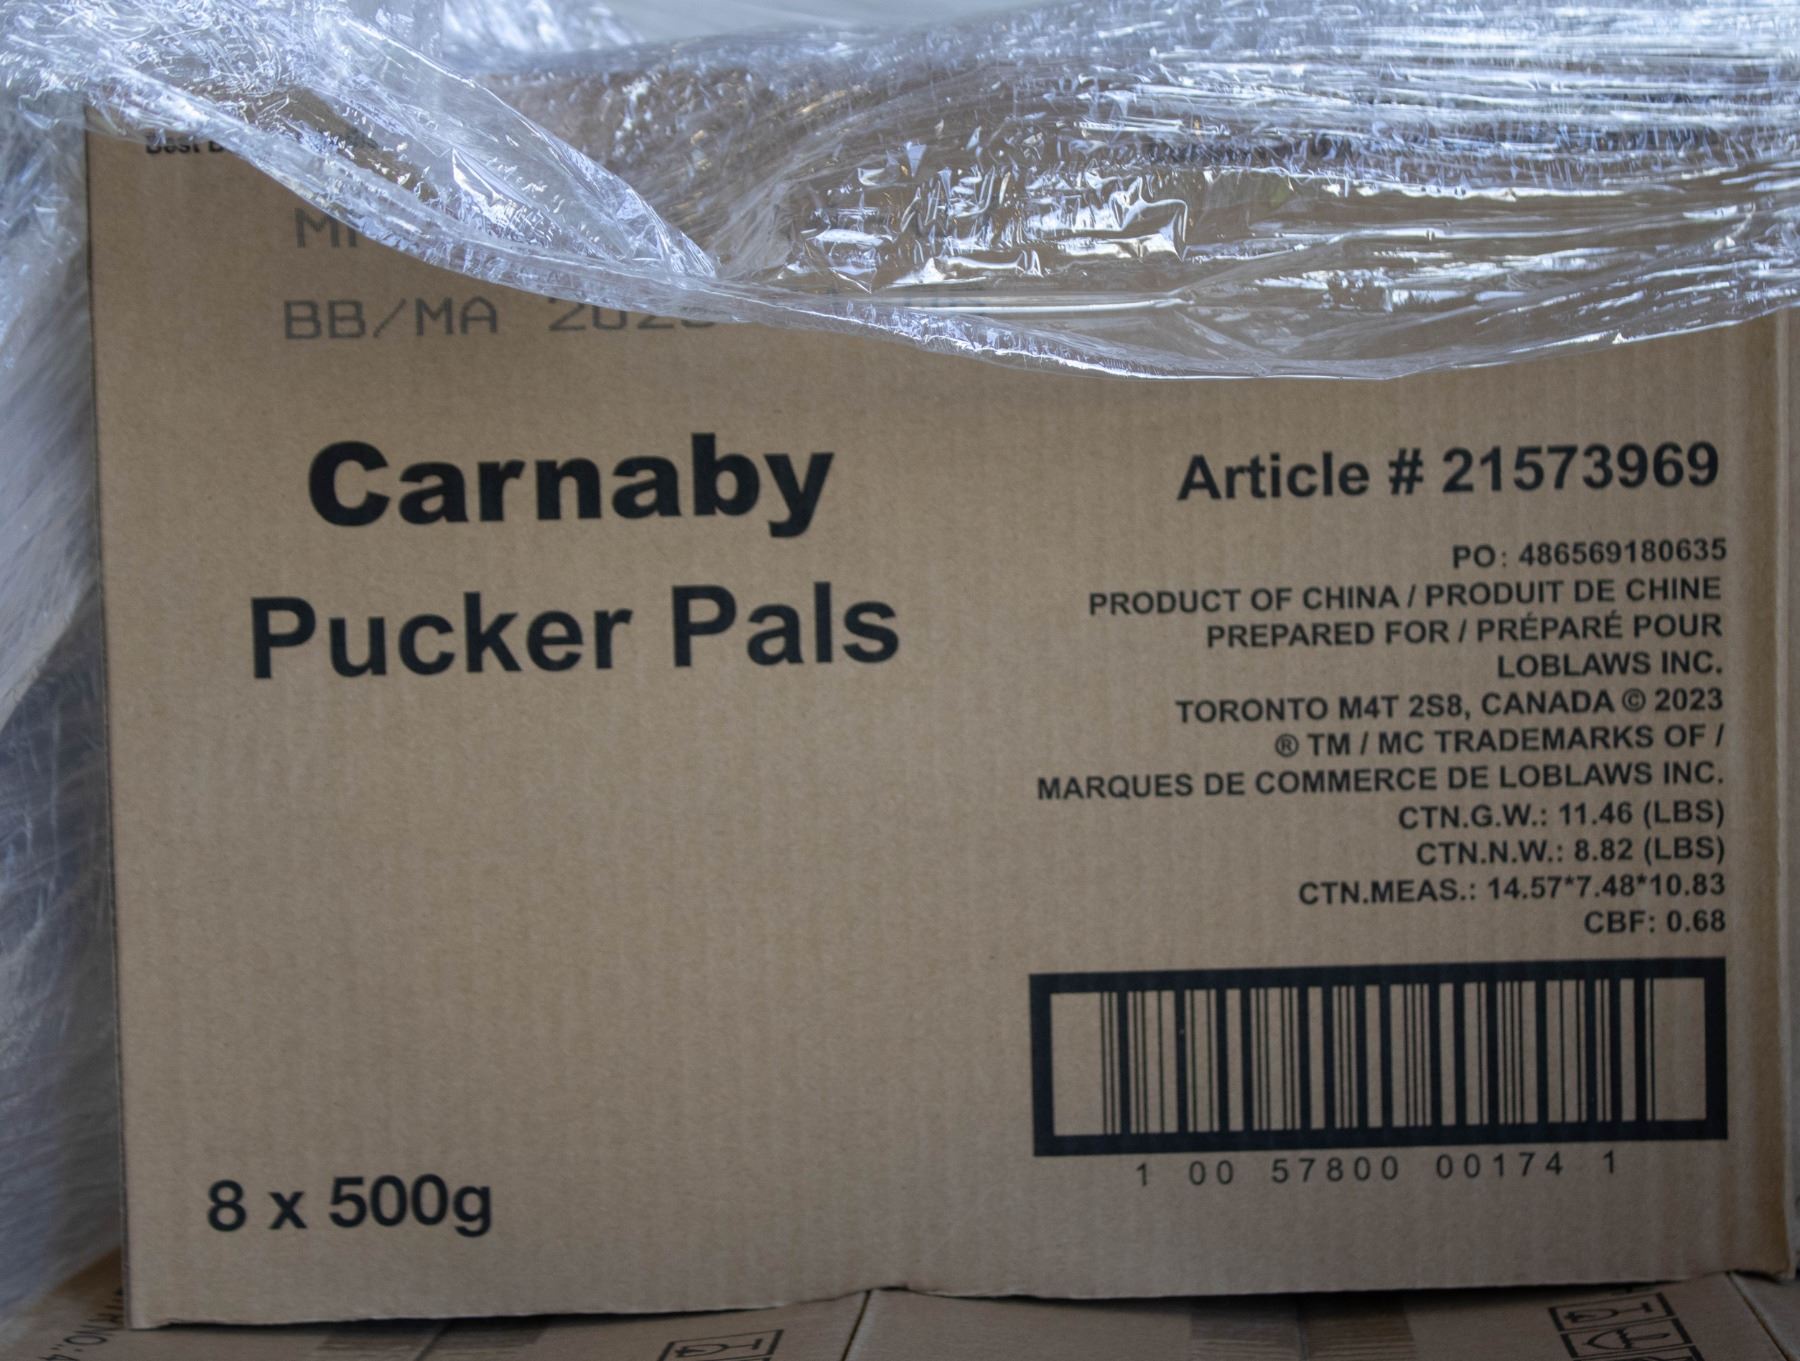 Best
BB/MA
Carnaby
Pucker Pals
8 x 500g
Article # 21573969
PO: 486569180635
PRODUCT OF CHINA / PRODUIT DE CHINE
PREPARED FOR / PRÉPARÉ POUR
LOBLAWS INC.
TORONTO M4T 2S8, CANADA © 2023
® TM / MC TRADEMARKS OF /
MARQUES DE COMMERCE DE LOBLAWS INC.
CTN.G.W.: 11.46 (LBS)
CTN.N.W.: 8.82 (LBS)
CTN.MEAS.: 14.57*7.48*10.83
CBF: 0.68
1 00 57800 00174 1